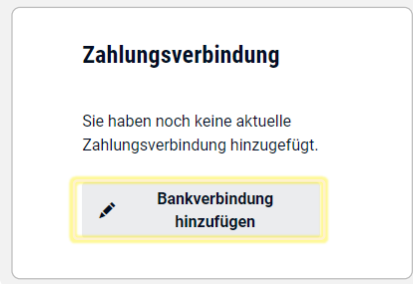 Zahlungsverbindung
Sie haben noch keine aktuelle
Zahlungsverbindung hinzugefügt.
Bankverbindung
hinzufügen